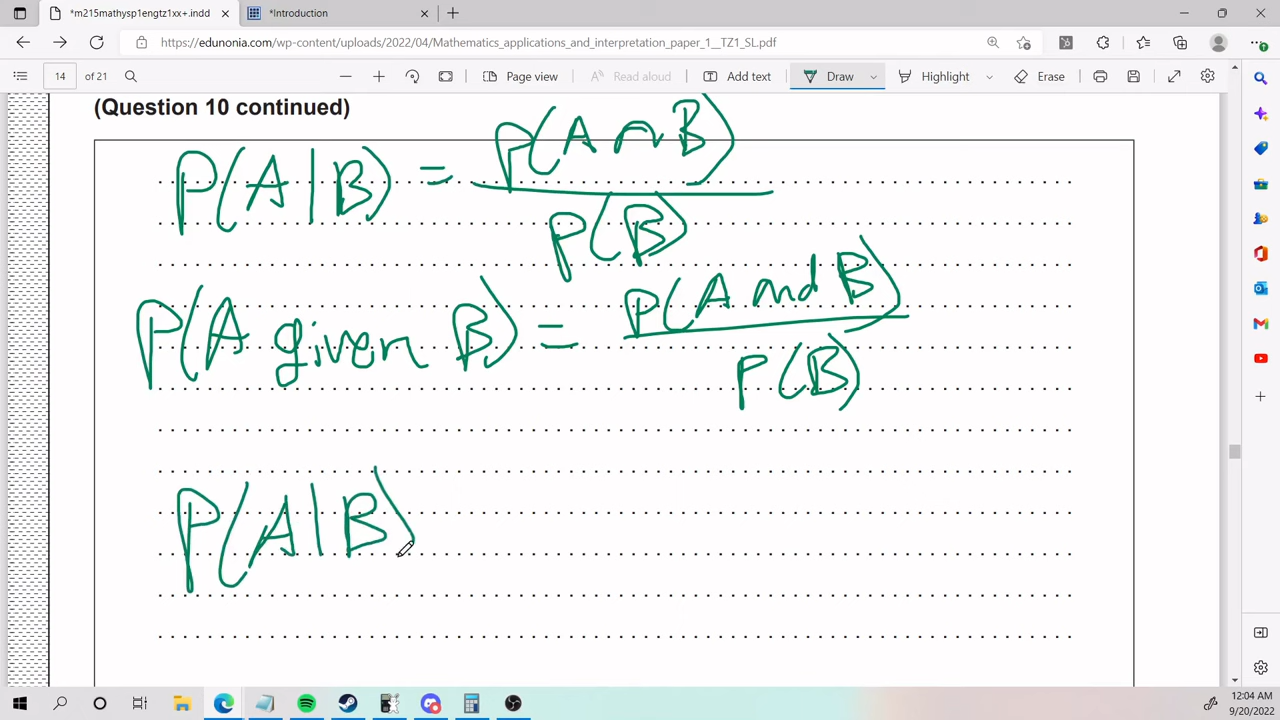 *m215mathysp1engtz1xx+.indd
*Introduction
https://edunonia.com/wp-content/uploads/2022/04/Mathematics_applications_and_interpretation_paper_1__TZ1_SL.pdf
14 of 21 Page view Read aloud Add text Draw Highlight Erase
(Question 10 continued)
P(A|B) = P(A∩B) / P(B)
P(A given B) = P(A and B) / P(B)
P(A|B)
12:04 AM
9/20/2022